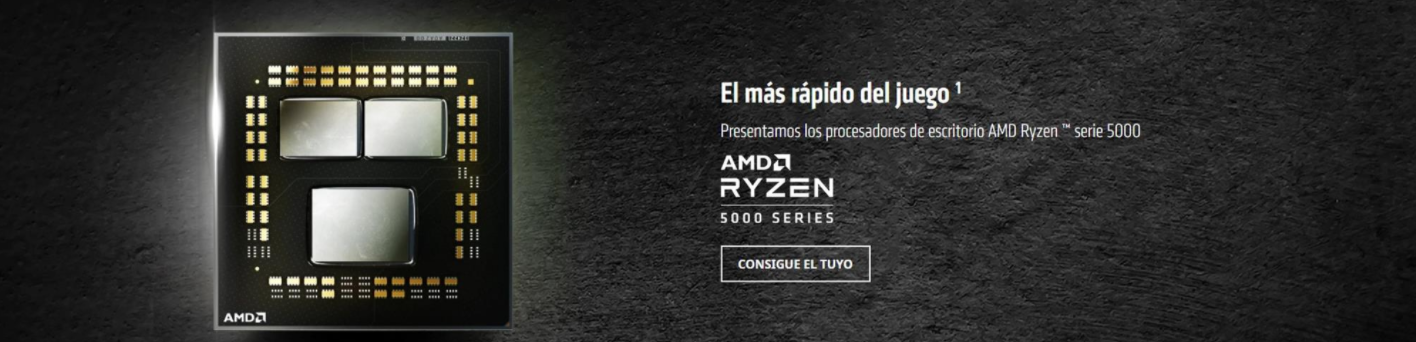 El más rápido del juego ¹
Presentamos los procesadores de escritorio AMD Ryzen ™ serie 5000
AMD
RYZEN
5000 SERIES
CONSIGUE EL TUYO
AMD